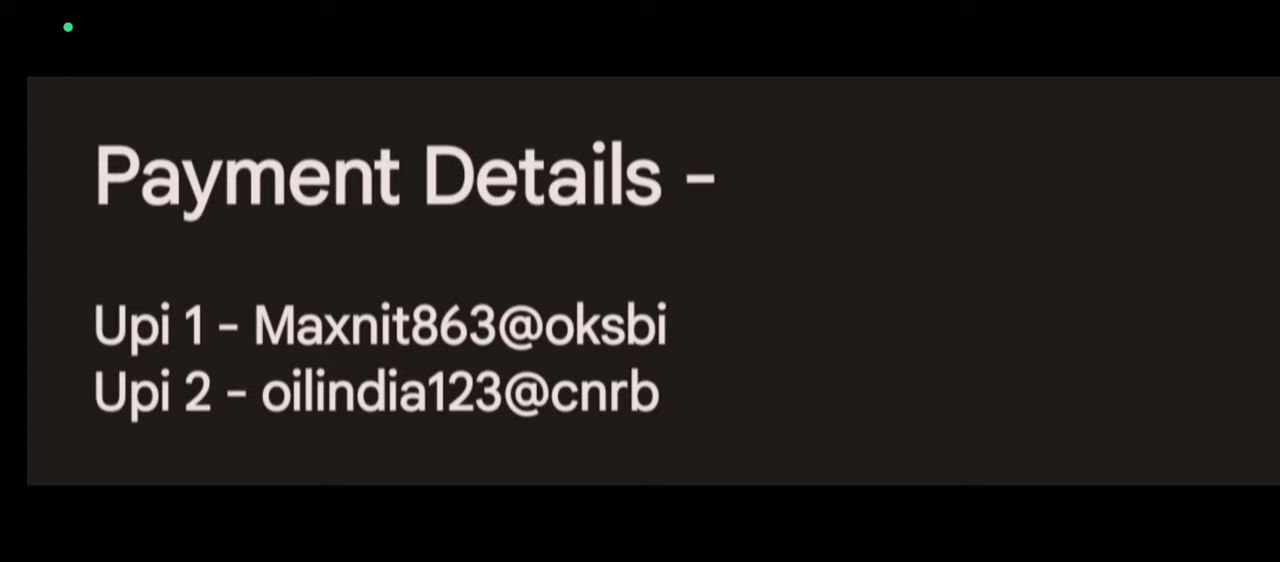 Payment Details -
Upi 1 - Maxnit863@oksbi
Upi 2 - oilindia123@cnrb